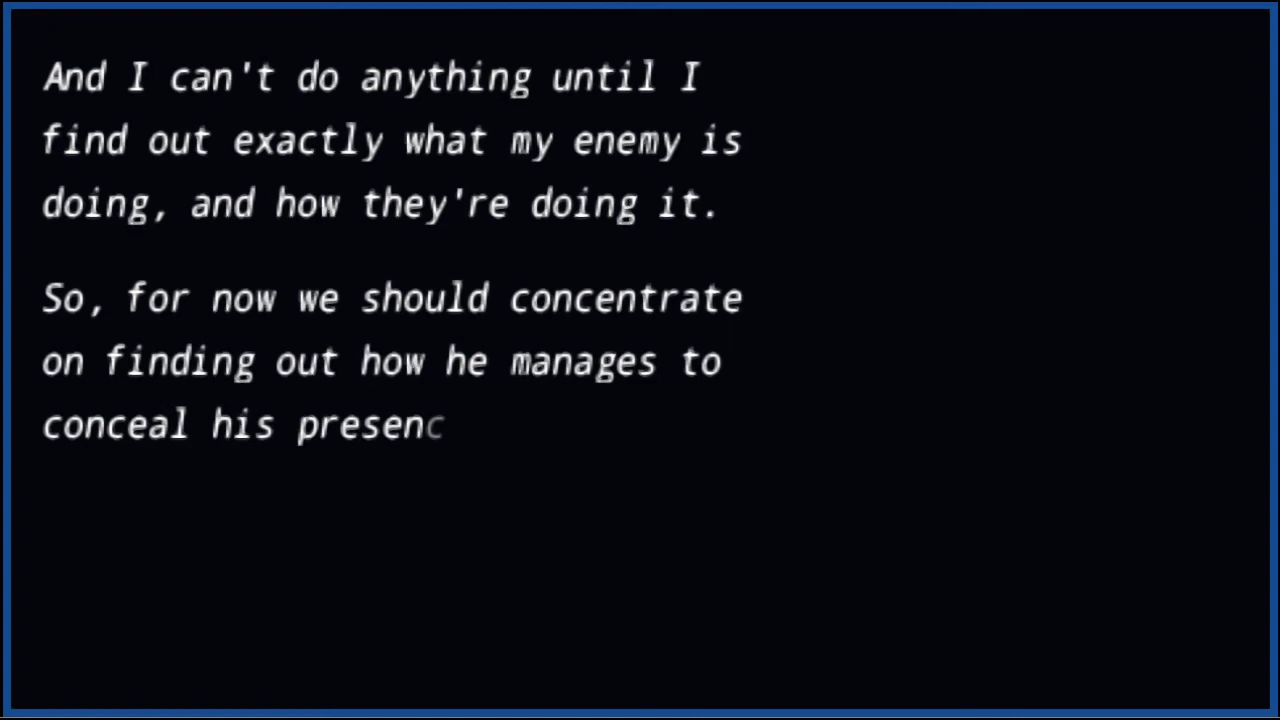 And I can't do anything until I
find out exactly what my enemy is
doing, and how they're doing it.
So, for now we should concentrate
on finding out how he manages to
conceal his presenc